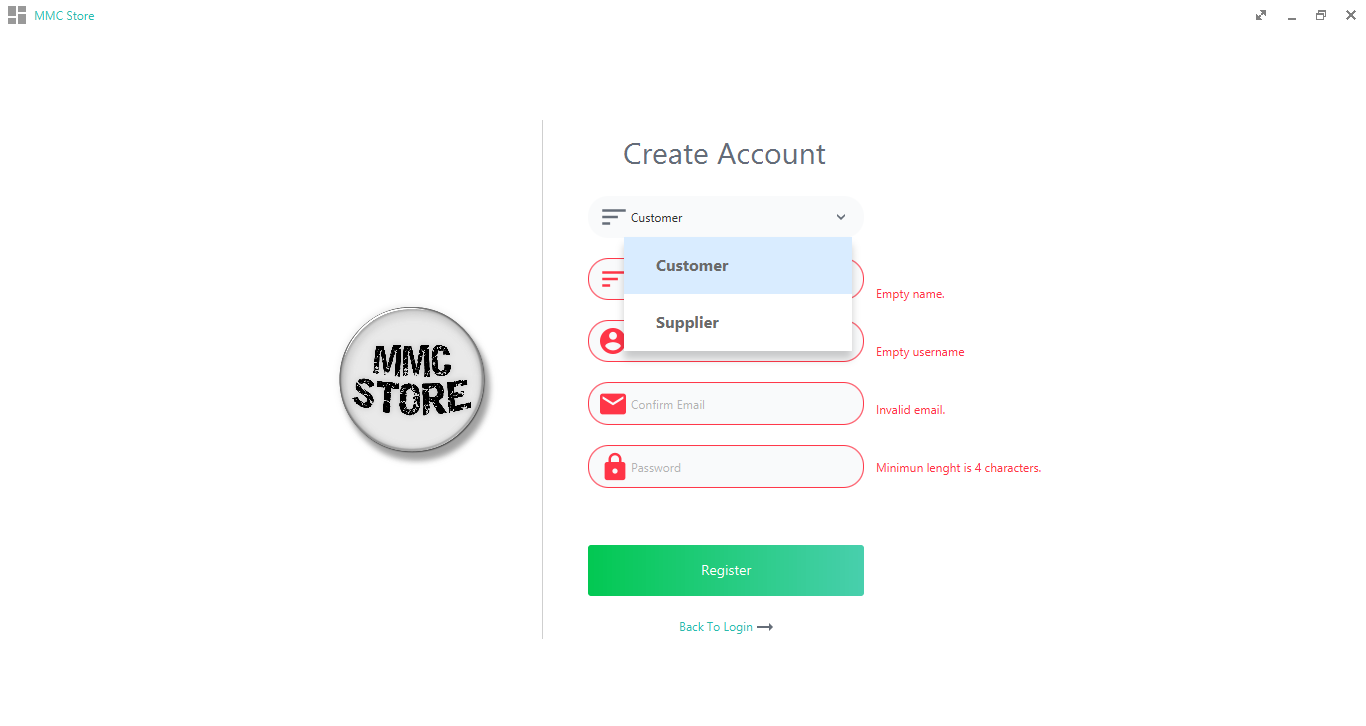 MMC Store
Create Account
Customer
Customer
Supplier
Empty name.
Empty username
MMC
STORE
Confirm Email
Invalid email.
Password
Minimun lenght is 4 characters.
Register
Back To Login